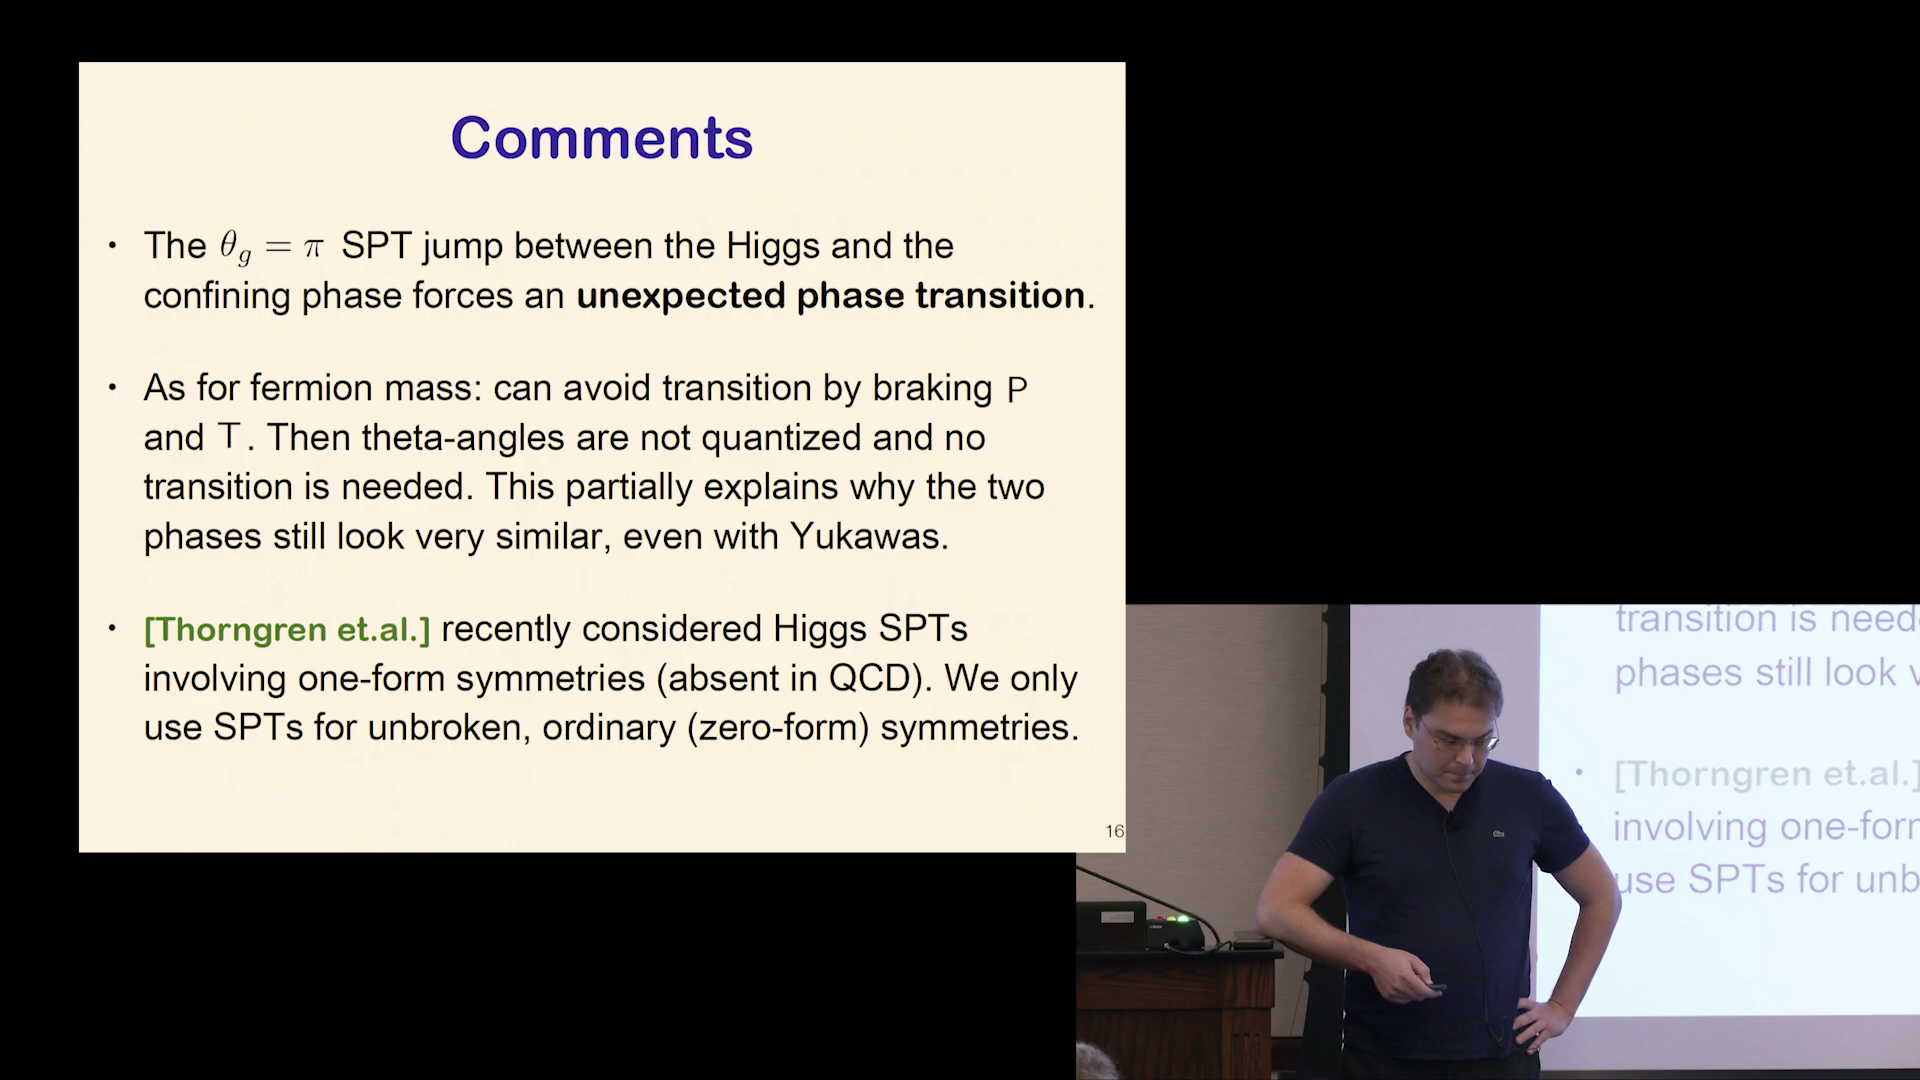 Comments
• The θ_g = π SPT jump between the Higgs and the
confining phase forces an unexpected phase transition.
• As for fermion mass: can avoid transition by braking P
and T. Then theta-angles are not quantized and no
transition is needed. This partially explains why the two
phases still look very similar, even with Yukawas.
• [Thorngren et.al.] recently considered Higgs SPTs
involving one-form symmetries (absent in QCD). We only
use SPTs for unbroken, ordinary (zero-form) symmetries.
16
transition is neede
phases still look v
• [Thorngren et.al.]
involving one-form
use SPTs for unb